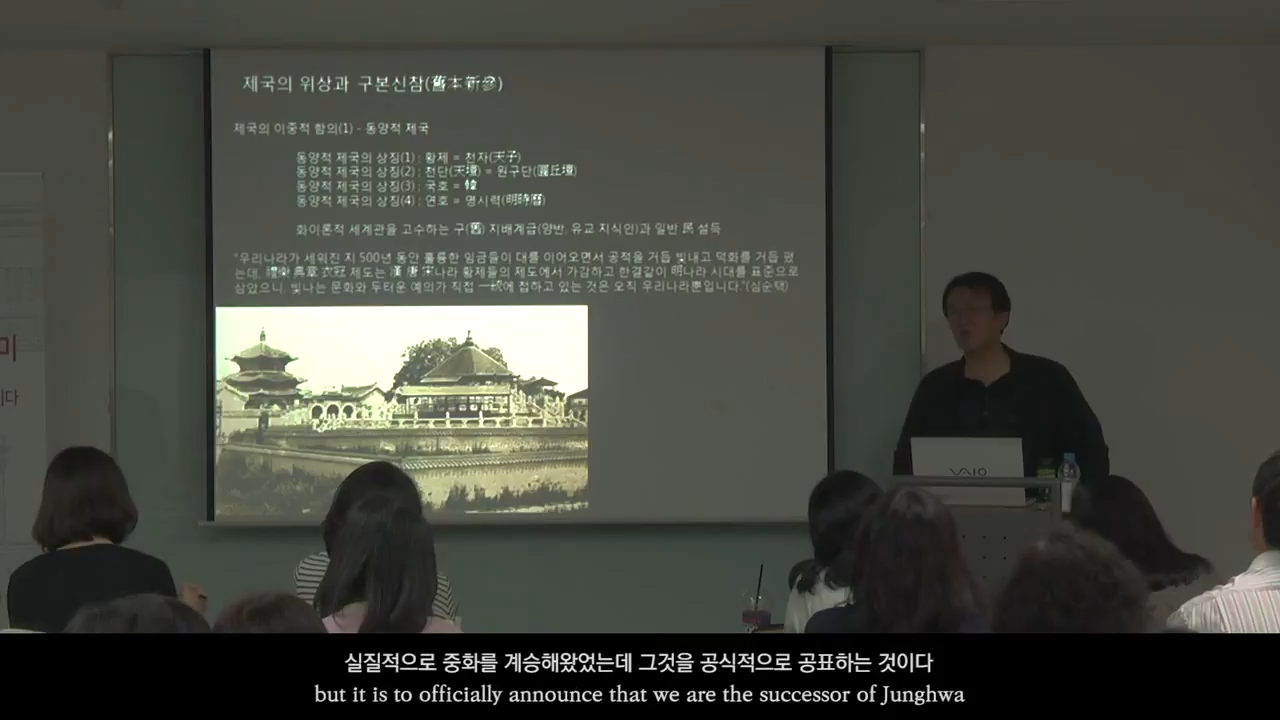 제국의 위상과 구본신참(舊本新參)
제국의 이중적 함의(1) - 동양적 제국
동양적 제국의 상징(1) : 황제 = 천자(天子)
동양적 제국의 상징(2) : 천단(天壇) = 원구단(圜丘壇)
동양적 제국의 상징(3) : 국호 = 韓
동양적 제국의 상징(4) : 연호 = 명시력(明時曆)
화이론적 세계관을 고수하는 구(舊) 지배계급(양반, 유교 지식인)과 일반 民 설득
"우리나라가 세워진 지 500년 동안 훌륭한 임금들이 대를 이어오면서 공적을 거듭 빛내고 덕화를 거듭 폈
는데, 禮樂典章衣冠 제도는 漢 唐 宋나라 황제들의 제도에서 가감하고 한결같이 明나라 시대를 표준으로
삼았으니, 빛나는 문화와 두터운 예의가 직접 一統에 접하고 있는 것은 오직 우리나라뿐입니다."(심순택)
미
다
VAIO
실질적으로 중화를 계승해왔었는데 그것을 공식적으로 공표하는 것이다
but it is to officially announce that we are the successor of Junghwa